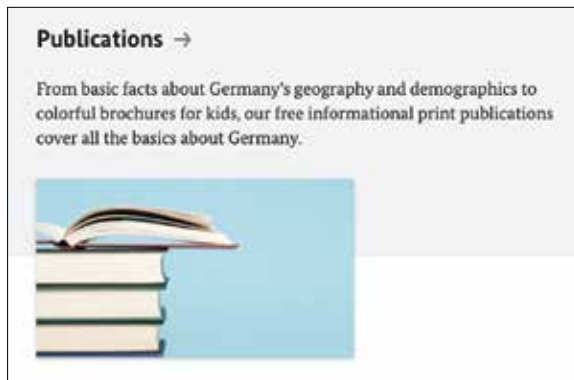 Publications →
From basic facts about Germany's geography and demographics to
colorful brochures for kids, our free informational print publications
cover all the basics about Germany.